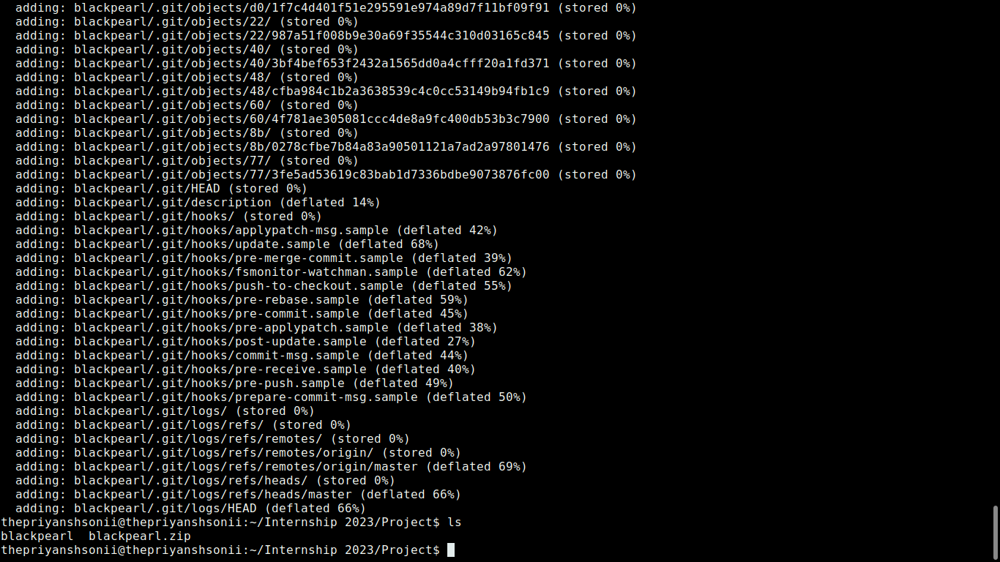 adding: blackpearl/.git/objects/d0/1f7c4d401f51e295591e974a89d7f11bf09f91 (stored 0%)
  adding: blackpearl/.git/objects/22/ (stored 0%)
  adding: blackpearl/.git/objects/22/987a51f008b9e30a69f35544c310d03165c845 (stored 0%)
  adding: blackpearl/.git/objects/40/ (stored 0%)
  adding: blackpearl/.git/objects/40/3bf4bef653f2432a1565dd0a4cfff20a1fd371 (stored 0%)
  adding: blackpearl/.git/objects/48/ (stored 0%)
  adding: blackpearl/.git/objects/48/cfba984c1b2a3638539c4c0cc53149b94fb1c9 (stored 0%)
  adding: blackpearl/.git/objects/60/ (stored 0%)
  adding: blackpearl/.git/objects/60/4f781ae305081ccc4de8a9fc400db53b3c7900 (stored 0%)
  adding: blackpearl/.git/objects/8b/ (stored 0%)
  adding: blackpearl/.git/objects/8b/0278cfbe7b84a83a90501121a7ad2a97801476 (stored 0%)
  adding: blackpearl/.git/objects/77/ (stored 0%)
  adding: blackpearl/.git/objects/77/3fe5ad53619c83bab1d7336bdbe9073876fc00 (stored 0%)
  adding: blackpearl/.git/HEAD (stored 0%)
  adding: blackpearl/.git/description (deflated 14%)
  adding: blackpearl/.git/hooks/ (stored 0%)
  adding: blackpearl/.git/hooks/applypatch-msg.sample (deflated 42%)
  adding: blackpearl/.git/hooks/update.sample (deflated 68%)
  adding: blackpearl/.git/hooks/pre-merge-commit.sample (deflated 39%)
  adding: blackpearl/.git/hooks/fsmonitor-watchman.sample (deflated 62%)
  adding: blackpearl/.git/hooks/push-to-checkout.sample (deflated 55%)
  adding: blackpearl/.git/hooks/pre-rebase.sample (deflated 59%)
  adding: blackpearl/.git/hooks/pre-commit.sample (deflated 45%)
  adding: blackpearl/.git/hooks/pre-applypatch.sample (deflated 38%)
  adding: blackpearl/.git/hooks/post-update.sample (deflated 27%)
  adding: blackpearl/.git/hooks/commit-msg.sample (deflated 44%)
  adding: blackpearl/.git/hooks/pre-receive.sample (deflated 40%)
  adding: blackpearl/.git/hooks/pre-push.sample (deflated 49%)
  adding: blackpearl/.git/hooks/prepare-commit-msg.sample (deflated 50%)
  adding: blackpearl/.git/logs/ (stored 0%)
  adding: blackpearl/.git/logs/refs/ (stored 0%)
  adding: blackpearl/.git/logs/refs/remotes/ (stored 0%)
  adding: blackpearl/.git/logs/refs/remotes/origin/ (stored 0%)
  adding: blackpearl/.git/logs/refs/remotes/origin/master (deflated 69%)
  adding: blackpearl/.git/logs/refs/heads/ (stored 0%)
  adding: blackpearl/.git/logs/refs/heads/master (deflated 66%)
  adding: blackpearl/.git/logs/HEAD (deflated 66%)
thepriyanshsonii@thepriyanshsonii:~/Internship 2023/Project$ ls
blackpearl  blackpearl.zip
thepriyanshsonii@thepriyanshsonii:~/Internship 2023/Project$